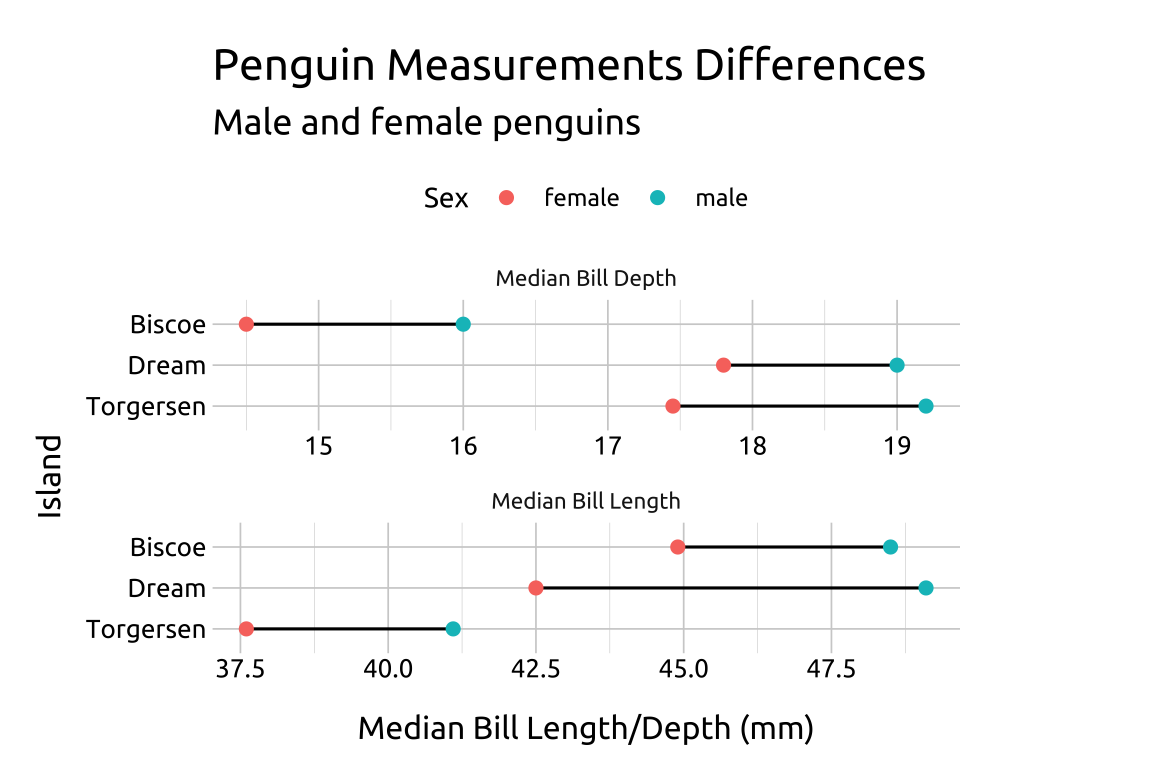 Penguin Measurements Differences
Male and female penguins
Sex female male
Median Bill Depth
Biscoe
Dream
Torgersen
15 16 17 18 19
Island
Median Bill Length
Biscoe
Dream
Torgersen
37.5 40.0 42.5 45.0 47.5
Median Bill Length/Depth (mm)